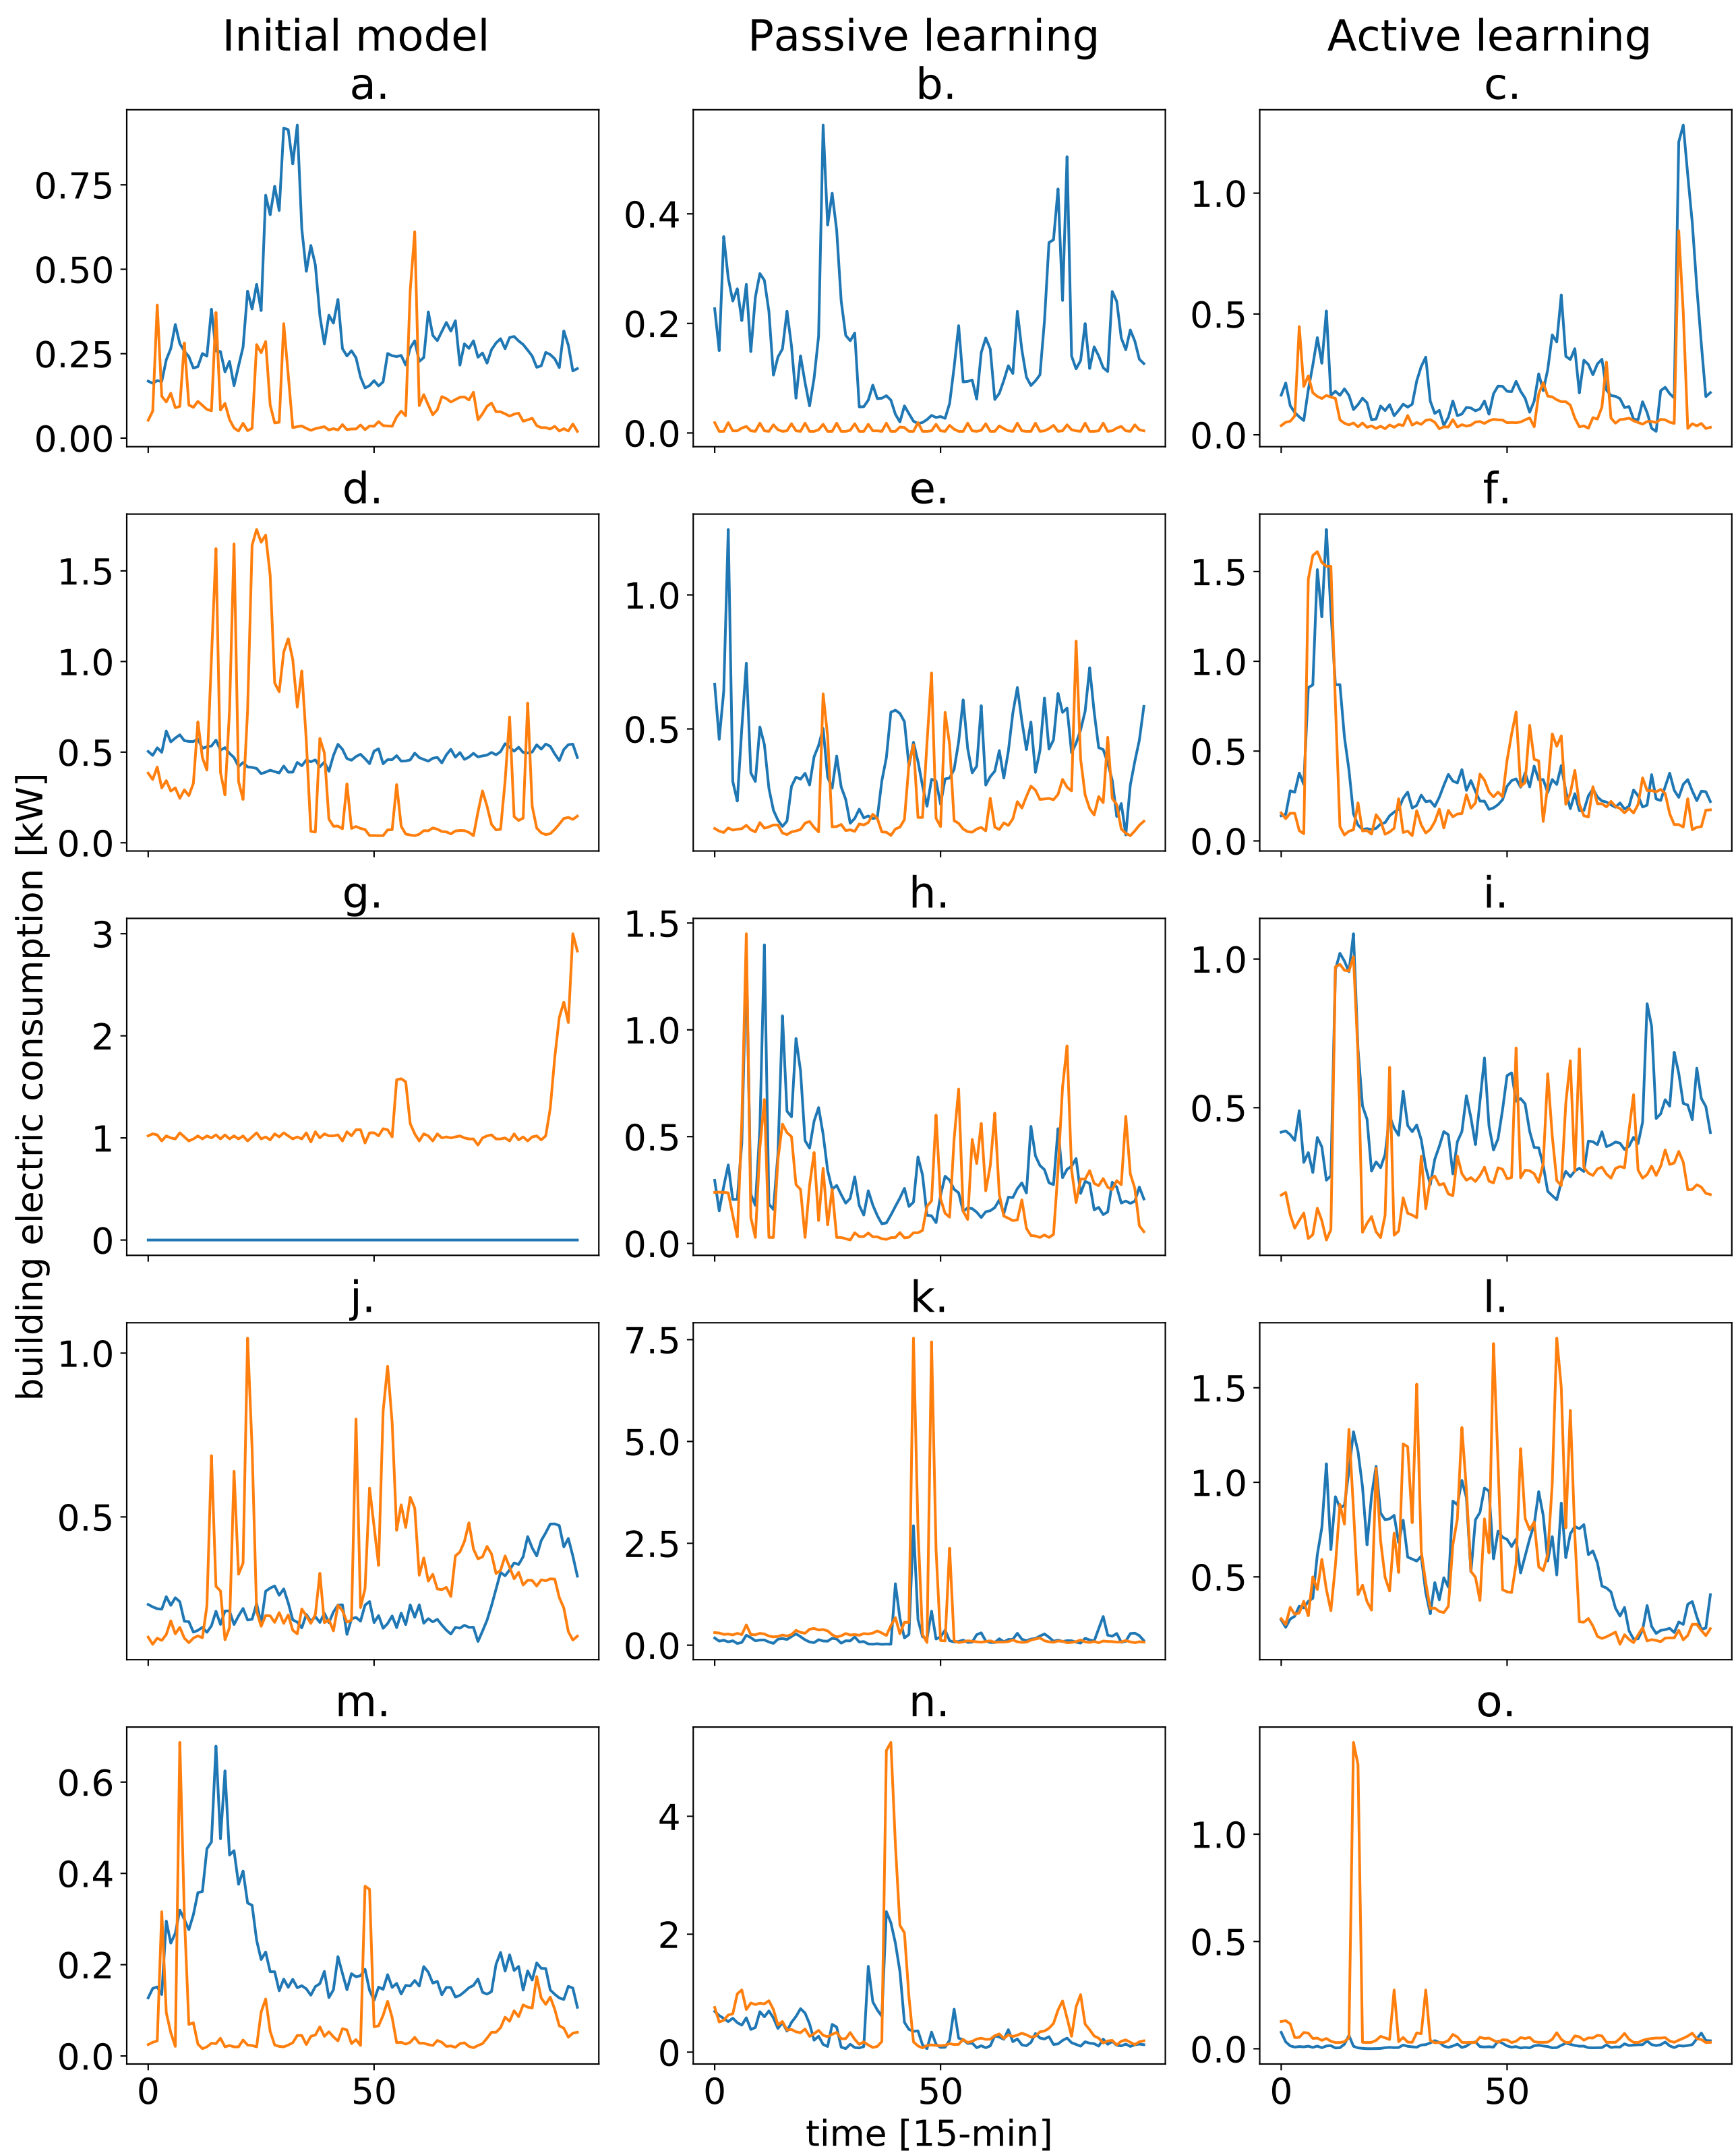 Initial model
Passive learning
Active learning
a.
b.
c.
0.75
0.50
0.25
0.00
0.4
0.2
0.0
1.0
0.5
0.0
d.
e.
f.
1.5
1.0
0.5
0.0
1.0
0.5
1.5
1.0
0.5
0.0
building electric consumption [kW]
g.
h.
i.
3
2
1
0
1.5
1.0
0.5
0.0
1.0
0.5
j.
k.
l.
1.0
0.5
7.5
5.0
2.5
0.0
1.5
1.0
0.5
m.
n.
o.
0.6
0.4
0.2
0.0
4
2
0
1.0
0.5
0.0
0 50
0 50
0 50
time [15-min]